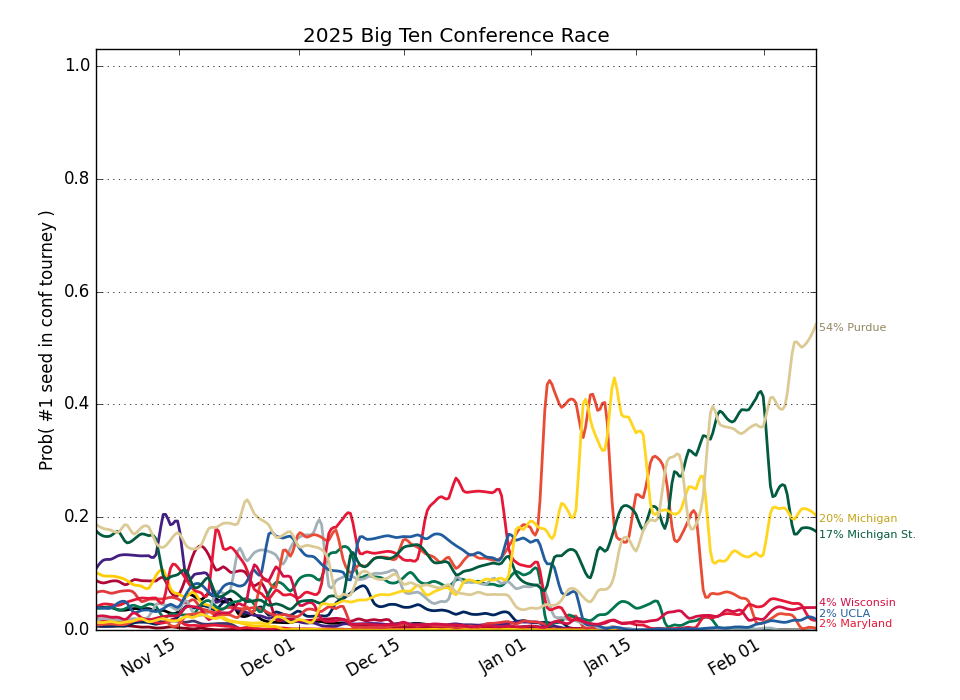 2025 Big Ten Conference Race
Prob( #1 seed in conf tourney )
1.0
0.8
0.6
0.4
0.2
0.0
54% Purdue
20% Michigan
17% Michigan St.
4% Wisconsin
2% UCLA
2% Maryland
Nov 15
Dec 01
Dec 15
Jan 01
Jan 15
Feb 01